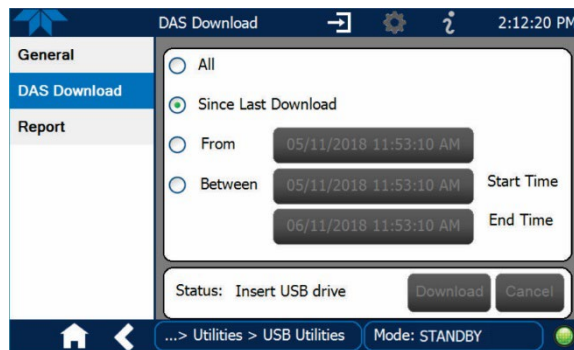 DAS Download 2:12:20 PM
General
DAS Download
Report
All
Since Last Download
From 05/11/2018 11:53:10 AM
Between 05/11/2018 11:53:10 AM Start Time
06/11/2018 11:53:10 AM End Time
Status: Insert USB drive Download Cancel
...> Utilities > USB Utilities Mode: STANDBY